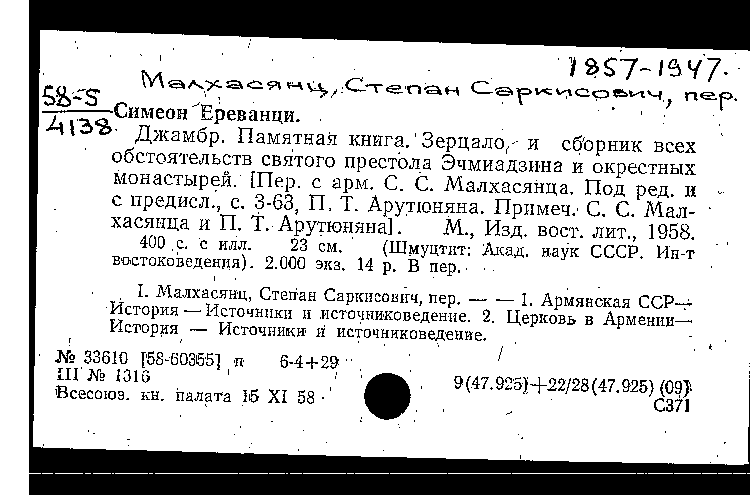 1857-1947.
Малхасянц, Степан Саркисович, пер.
58-5
4138
Симеон Ереванци.
Джамбр. Памятная книга. Зерцало, и сборник всех
обстоятельств святого престола Эчмиадзина и окрестных
монастырей. [Пер. с арм. С. С. Малхасянца. Под ред. и
с предисл., с. 3-63, П. Т. Арутюняна. Примеч. С. С. Мал-
хасянца и П. Т. Арутюняна]. М., Изд. вост. лит., 1958.
400 с. с илл. 23 см. (Шмуцтит: Акад. наук СССР. Ин-т
востоковедения). 2.000 экз. 14 р. В пер.
I. Малхасянц, Степан Саркисович, пер. — — 1. Армянская ССР—
История — Источники и источниковедение. 2. Церковь в Армении—
История — Источники и источниковедение.
№ 33610 [58-60355] п 6-4+29
III № 1316
9(47.925)+22/28(47.925) (09)
Всесоюз. кн. палата 15 XI 58
С371